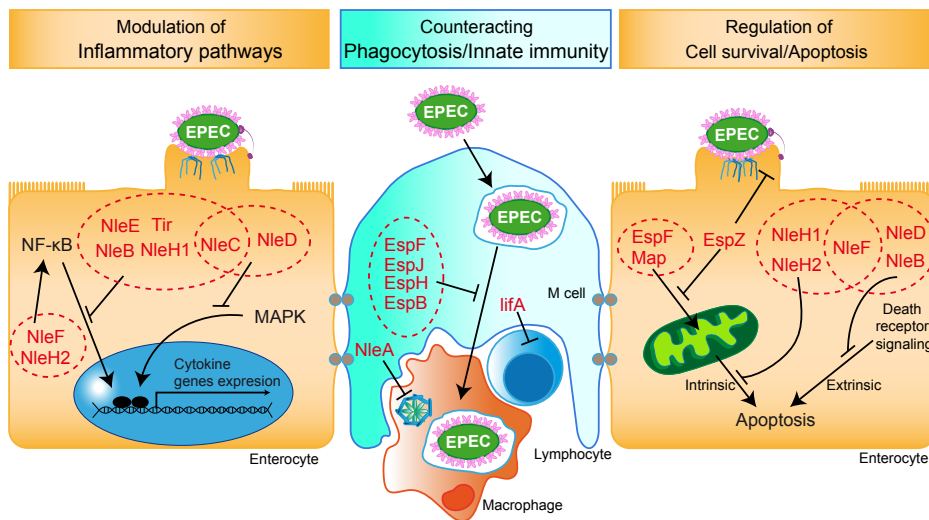 Modulation of
Inflammatory pathways
Counteracting
Phagocytosis/Innate immunity
Regulation of
Cell survival/Apoptosis
EPEC
NF-κB
NleE Tir
NleB NleH1
NleC
NleD
NleF
NleH2
MAPK
Cytokine
genes expresion
Enterocyte
EPEC
EPEC
EspF
EspJ
EspH
EspB
NleA
lifA
M cell
EPEC
Lymphocyte
Macrophage
EPEC
EspF
Map
EspZ
NleH1
NleH2
NleF
NleD
NleB
Death
receptor
signaling
Intrinsic
Extrinsic
Apoptosis
Enterocyte